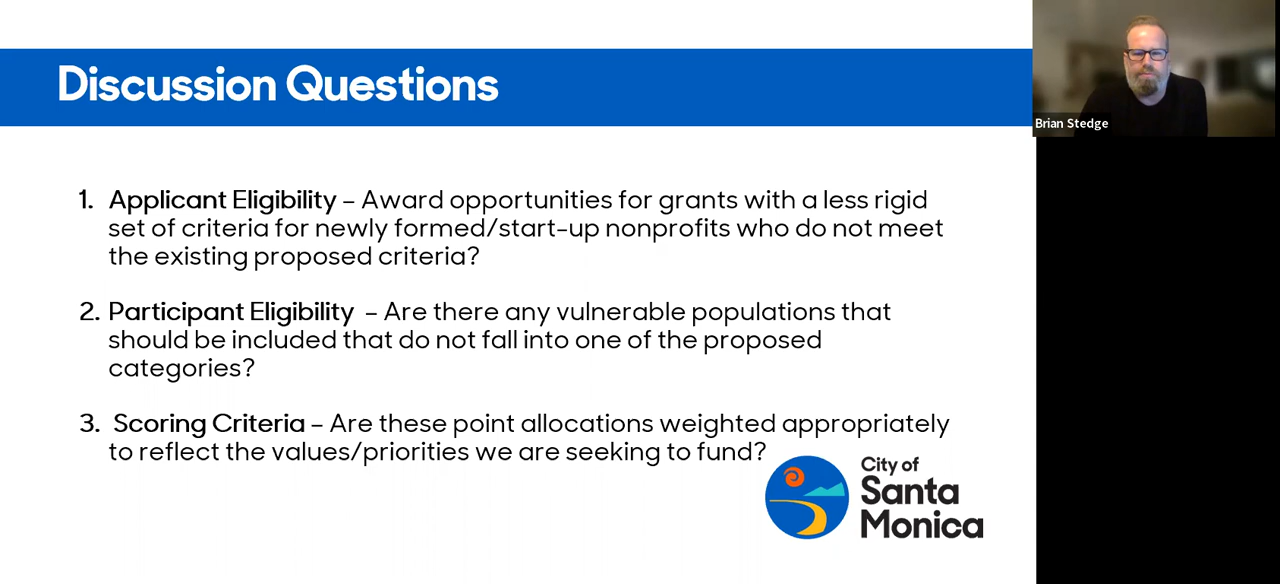 Discussion Questions
Brian Stedge
1. Applicant Eligibility – Award opportunities for grants with a less rigid
set of criteria for newly formed/start-up nonprofits who do not meet
the existing proposed criteria?
2. Participant Eligibility – Are there any vulnerable populations that
should be included that do not fall into one of the proposed
categories?
3. Scoring Criteria – Are these point allocations weighted appropriately
to reflect the values/priorities we are seeking to fund?
City of
Santa
Monica